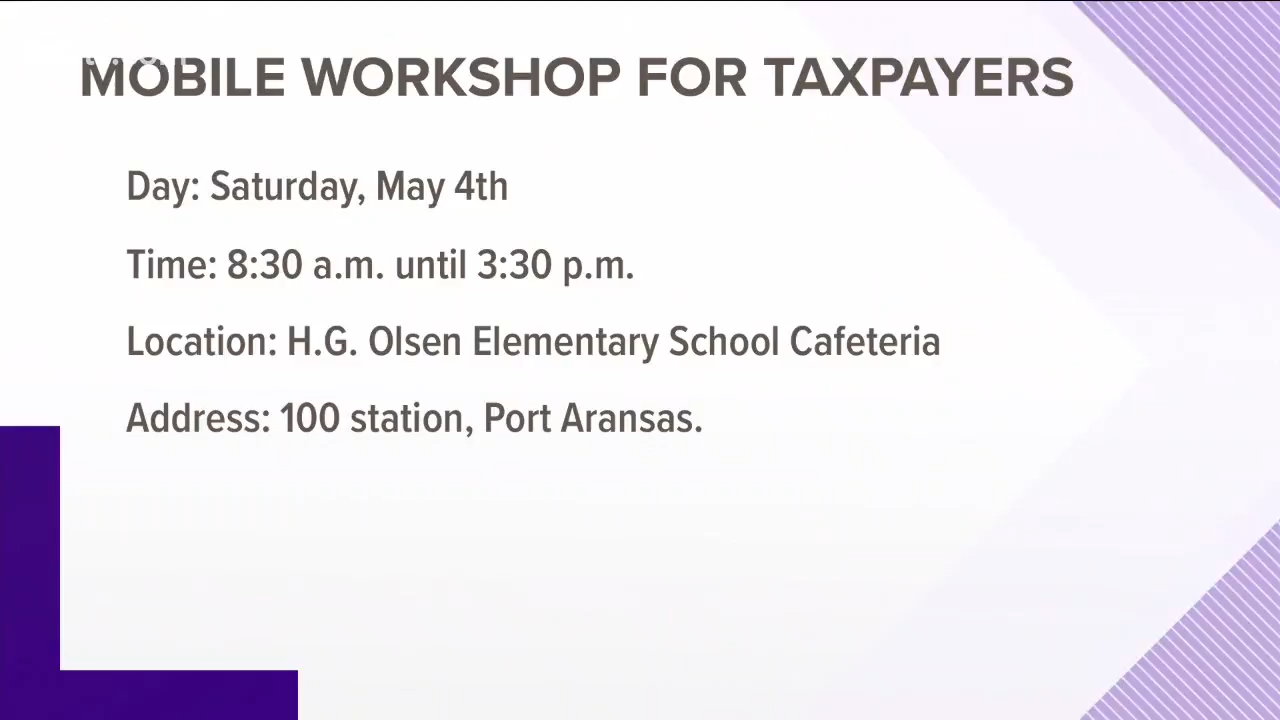 MOBILE WORKSHOP FOR TAXPAYERS
Day: Saturday, May 4th
Time: 8:30 a.m. until 3:30 p.m.
Location: H.G. Olsen Elementary School Cafeteria
Address: 100 station, Port Aransas.